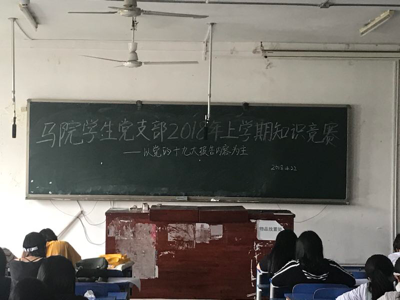 马院学生党支部2018年上学期知识竞赛
——以党的十九大报告内容为主